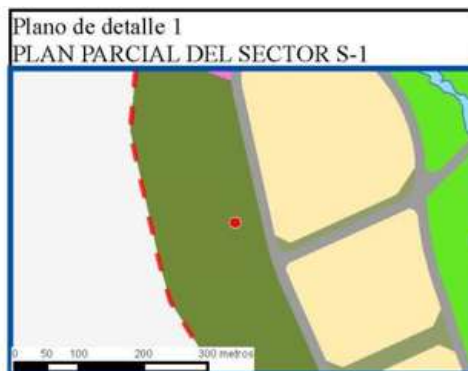 Plano de detalle 1
PLAN PARCIAL DEL SECTOR S-1
0 50 100 200 300 metros